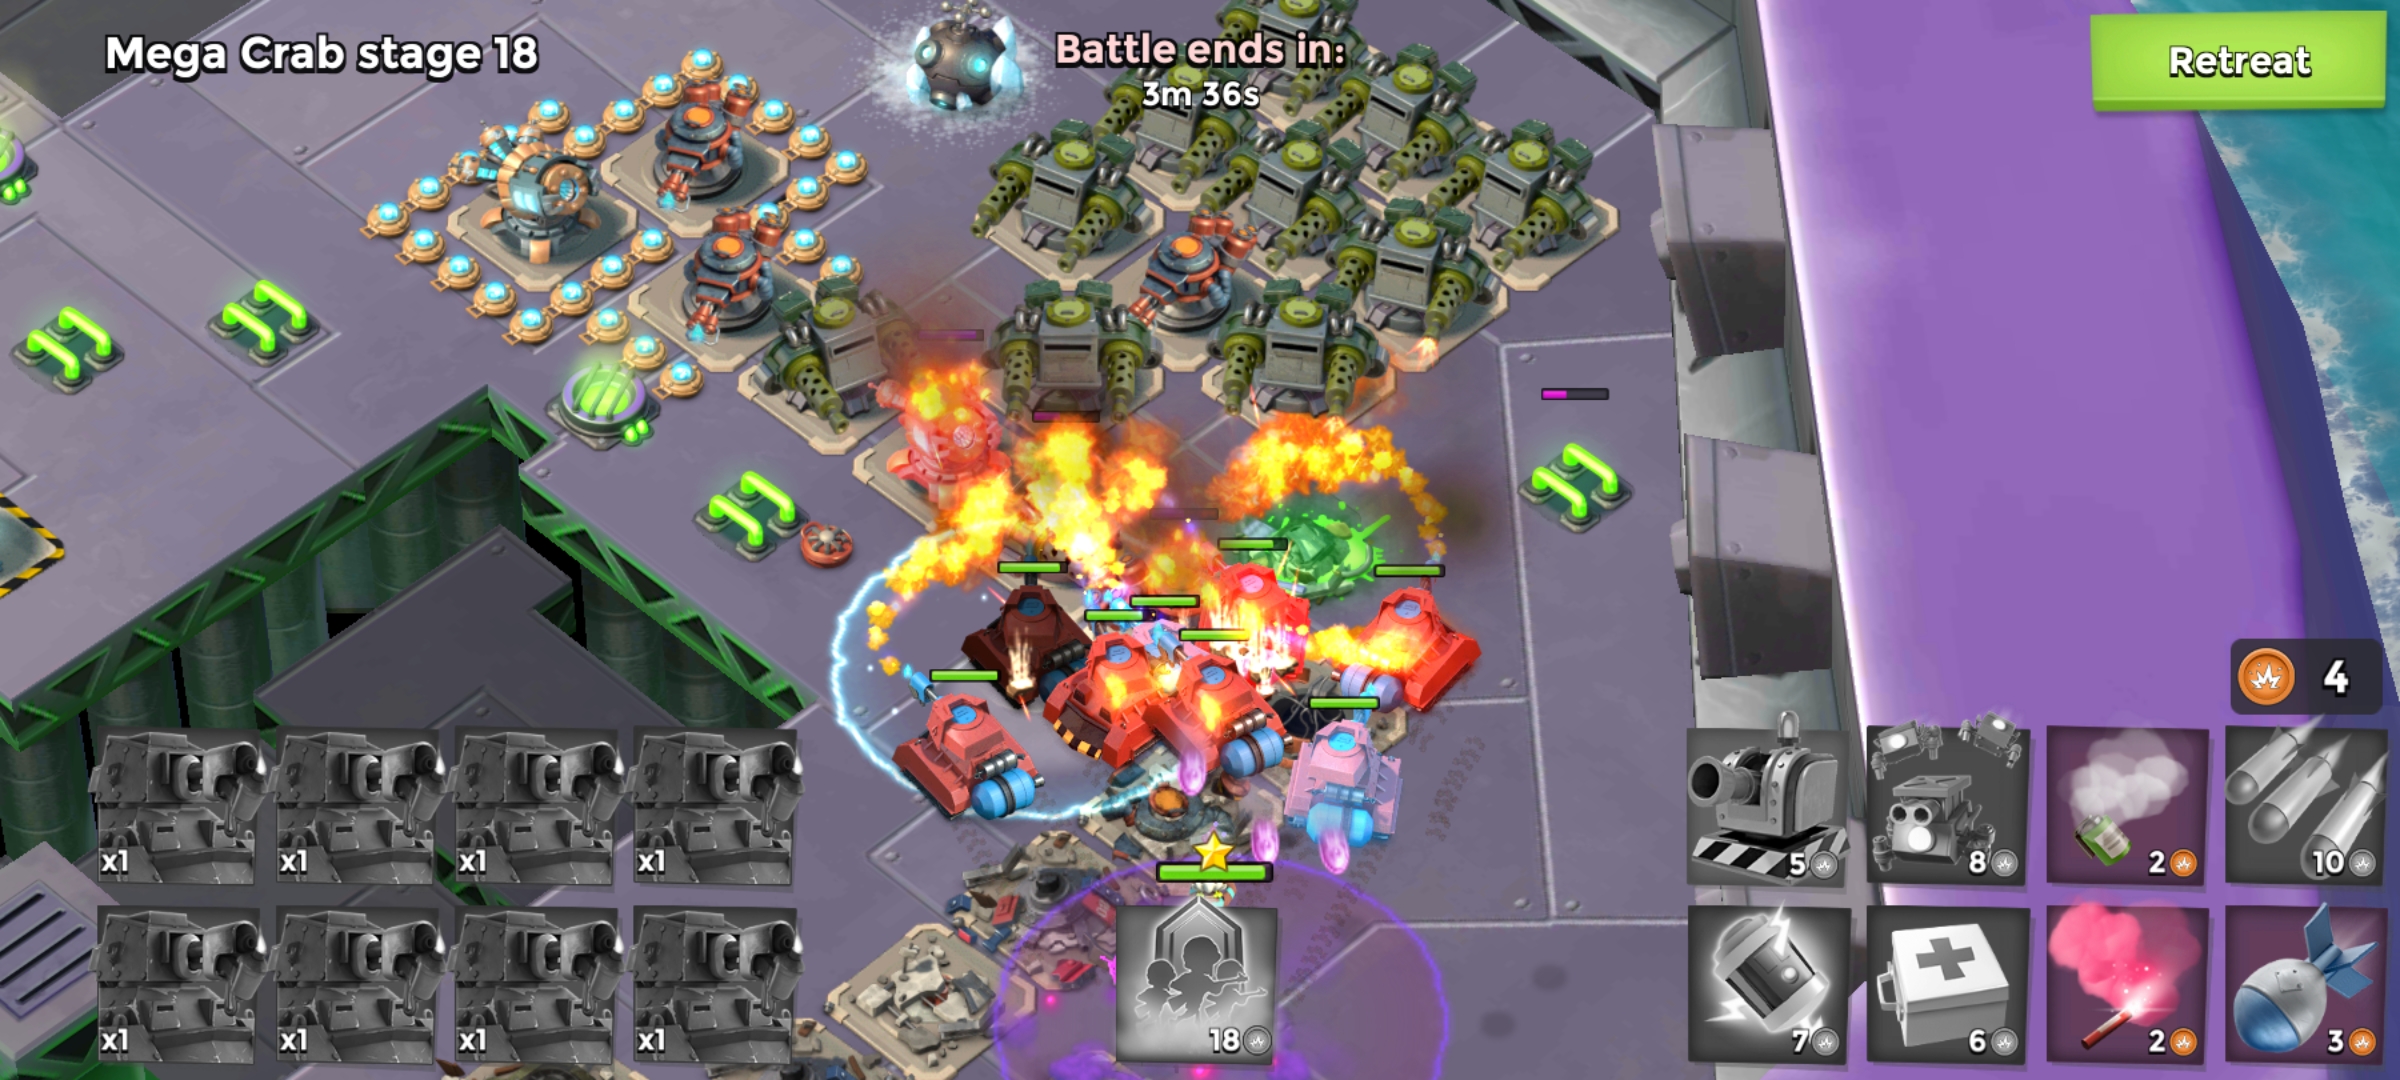 Mega Crab stage 18
Battle ends in:
3m 36s
Retreat
4
x1
x1
x1
x1
5
8
2
10
x1
x1
x1
x1
18
7
6
2
3